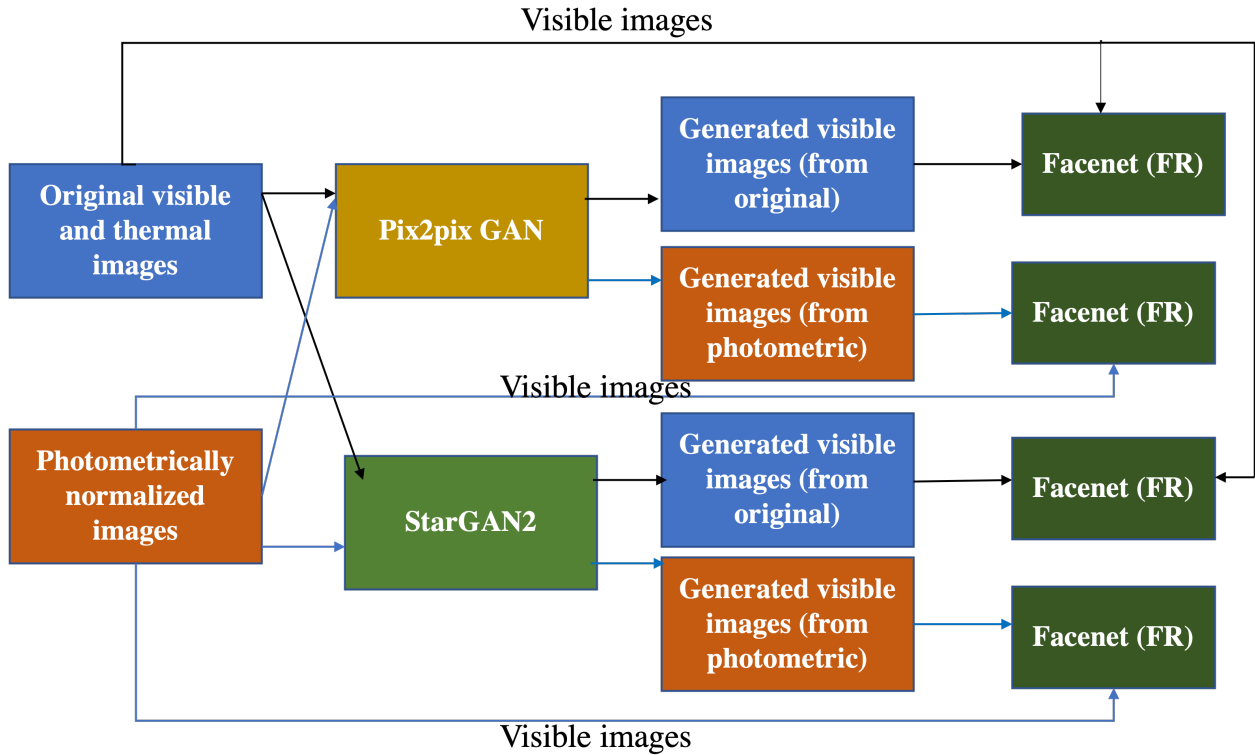 Visible images
Original visible
and thermal
images
Pix2pix GAN
Generated visible
images (from
original)
Facenet (FR)
Generated visible
images (from
photometric)
Facenet (FR)
Visible images
Photometrically
normalized
images
StarGAN2
Generated visible
images (from
original)
Facenet (FR)
Generated visible
images (from
photometric)
Facenet (FR)
Visible images